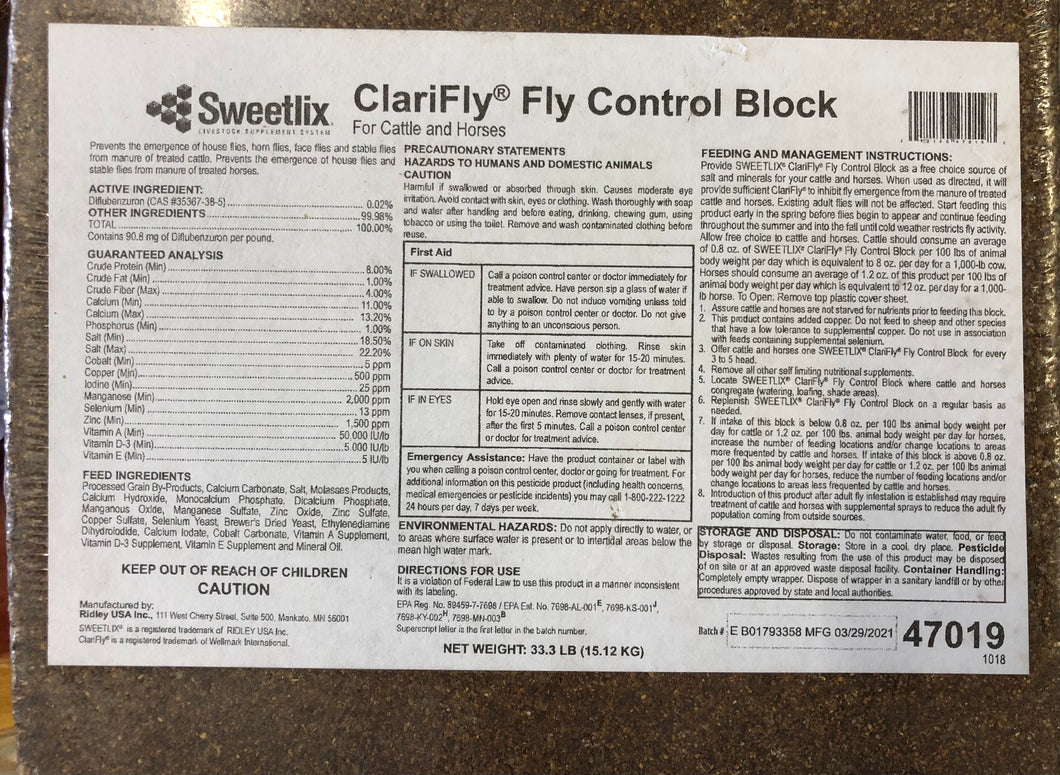 Sweetlix®
LIVESTOCK SUPPLEMENT SYSTEM
ClariFly® Fly Control Block
For Cattle and Horses
Prevents the emergence of house flies, horn flies, face flies and stable flies
from manure of treated cattle. Prevents the emergence of house flies and
stable flies from manure of treated horses.
ACTIVE INGREDIENT:
Diflubenzuron (CAS #35367-38-5) 0.02%
OTHER INGREDIENTS 99.98%
TOTAL 100.00%
Contains 90.8 mg of Diflubenzuron per pound.
GUARANTEED ANALYSIS
Crude Protein (Min) 8.00%
Crude Fat (Min) 1.00%
Crude Fiber (Max) 4.00%
Calcium (Min) 11.00%
Calcium (Max) 13.20%
Phosphorus (Min) 1.00%
Salt (Min) 18.50%
Salt (Max) 22.20%
Cobalt (Min) 5 ppm
Copper (Min) 500 ppm
Iodine (Min) 25 ppm
Manganese (Min) 2,000 ppm
Selenium (Min) 13 ppm
Zinc (Min) 1,500 ppm
Vitamin A (Min) 50,000 IU/lb
Vitamin D-3 (Min) 5,000 IU/lb
Vitamin E (Min) 5 IU/lb
FEED INGREDIENTS
Processed Grain By-Products, Calcium Carbonate, Salt, Molasses Products,
Calcium Hydroxide, Monocalcium Phosphate, Dicalcium Phosphate,
Manganous Oxide, Manganese Sulfate, Zinc Oxide, Zinc Sulfate,
Copper Sulfate, Selenium Yeast, Brewer's Dried Yeast, Ethylenediamine
Dihydroiodide, Calcium Iodate, Cobalt Carbonate, Vitamin A Supplement,
Vitamin D-3 Supplement, Vitamin E Supplement and Mineral Oil.
KEEP OUT OF REACH OF CHILDREN
CAUTION
Manufactured by:
Ridley USA Inc., 111 West Cherry Street, Suite 500, Mankato, MN 56001
SWEETLIX® is a registered trademark of RIDLEY USA Inc.
ClariFly® is a registered trademark of Wellmark International.
PRECAUTIONARY STATEMENTS
HAZARDS TO HUMANS AND DOMESTIC ANIMALS
CAUTION
Harmful if swallowed or absorbed through skin. Causes moderate eye
irritation. Avoid contact with skin, eyes or clothing. Wash thoroughly with soap
and water after handling and before eating, drinking, chewing gum, using
tobacco or using the toilet. Remove and wash contaminated clothing before
reuse.
First Aid
IF SWALLOWED
Call a poison control center or doctor immediately for
treatment advice. Have person sip a glass of water if
able to swallow. Do not induce vomiting unless told
to by a poison control center or doctor. Do not give
anything to an unconscious person.
IF ON SKIN
Take off contaminated clothing. Rinse skin
immediately with plenty of water for 15-20 minutes.
Call a poison control center or doctor for treatment
advice.
IF IN EYES
Hold eye open and rinse slowly and gently with water
for 15-20 minutes. Remove contact lenses, if present,
after the first 5 minutes. Call a poison control center
or doctor for treatment advice.
Emergency Assistance: Have the product container or label with
you when calling a poison control center, doctor or going for treatment. For
additional information on this pesticide product (including health concerns,
medical emergencies or pesticide incidents) you may call 1-800-222-1222
24 hours per day, 7 days per week.
ENVIRONMENTAL HAZARDS: Do not apply directly to water, or
to areas where surface water is present or to intertidal areas below the
mean high water mark.
DIRECTIONS FOR USE
It is a violation of Federal Law to use this product in a manner inconsistent
with its labeling.
EPA Reg. No. 89459-7-7698 / EPA Est. No. 7698-AL-001E, 7698-KS-001J,
7698-KY-002H, 7698-MN-003B
Superscript letter is the first letter in the batch number.
NET WEIGHT: 33.3 LB (15.12 KG)
FEEDING AND MANAGEMENT INSTRUCTIONS:
Provide SWEETLIX® ClariFly® Fly Control Block as a free choice source of
salt and minerals for your cattle and horses. When used as directed, it will
provide sufficient ClariFly® to inhibit fly emergence from the manure of treated
cattle and horses. Existing adult flies will not be affected. Start feeding this
product early in the spring before flies begin to appear and continue feeding
throughout the summer and into the fall until cold weather restricts fly activity.
Allow free choice to cattle and horses. Cattle should consume an average
of 0.8 oz. of SWEETLIX® ClariFly® Fly Control Block per 100 lbs of animal
body weight per day which is equivalent to 8 oz. per day for a 1,000-lb cow.
Horses should consume an average of 1.2 oz. of this product per 100 lbs of
animal body weight per day which is equivalent to 12 oz. per day for a 1,000-
lb horse. To Open: Remove top plastic cover sheet.
1. Assure cattle and horses are not starved for nutrients prior to feeding this block.
2. This product contains added copper. Do not feed to sheep and other species
that have a low tolerance to supplemental copper. Do not use in association
with feeds containing supplemental selenium.
3. Offer cattle and horses one SWEETLIX® ClariFly® Fly Control Block for every
3 to 5 head.
4. Remove all other self limiting nutritional supplements.
5. Locate SWEETLIX® ClariFly® Fly Control Block where cattle and horses
congregate (watering, loafing, shade areas).
6. Replenish SWEETLIX® ClariFly® Fly Control Block on a regular basis as
needed.
7. If intake of this block is below 0.8 oz. per 100 lbs animal body weight per
day for cattle or 1.2 oz. per 100 lbs. animal body weight per day for horses,
increase the number of feeding locations and/or change locations to areas
more frequented by cattle and horses. If intake of this block is above 0.8 oz.
per 100 lbs animal body weight per day for cattle or 1.2 oz. per 100 lbs animal
body weight per day for horses, reduce the number of feeding locations and/or
change locations to areas less frequented by cattle and horses.
8. Introduction of this product after adult fly infestation is established may require
treatment of cattle and horses with supplemental sprays to reduce the adult fly
population coming from outside sources.
STORAGE AND DISPOSAL: Do not contaminate water, food, or feed
by storage or disposal. Storage: Store in a cool, dry place. Pesticide
Disposal: Wastes resulting from the use of this product may be disposed
of on site or at an approved waste disposal facility. Container Handling:
Completely empty wrapper. Dispose of wrapper in a sanitary landfill or by other
procedures approved by state and local authorities.
Batch # E B01793358 MFG 03/29/2021
47019
1018